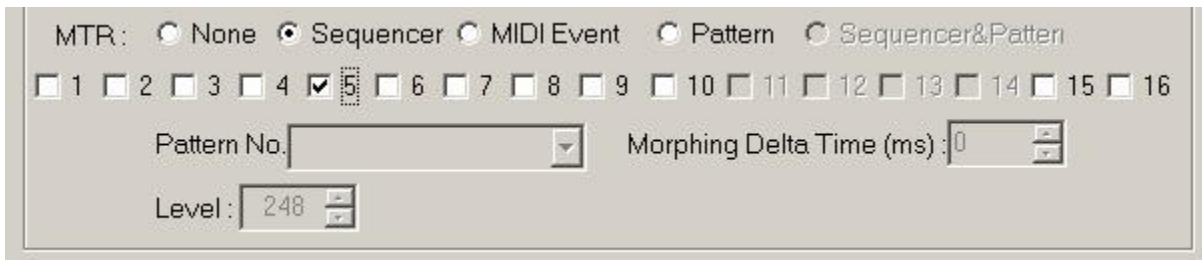 MTR : None Sequencer MIDI Event Pattern Sequencer&Patten
1 2 3 4 5 6 7 8 9 10 11 12 13 14 15 16
Pattern No. Morphing Delta Time (ms) : 0
Level : 248